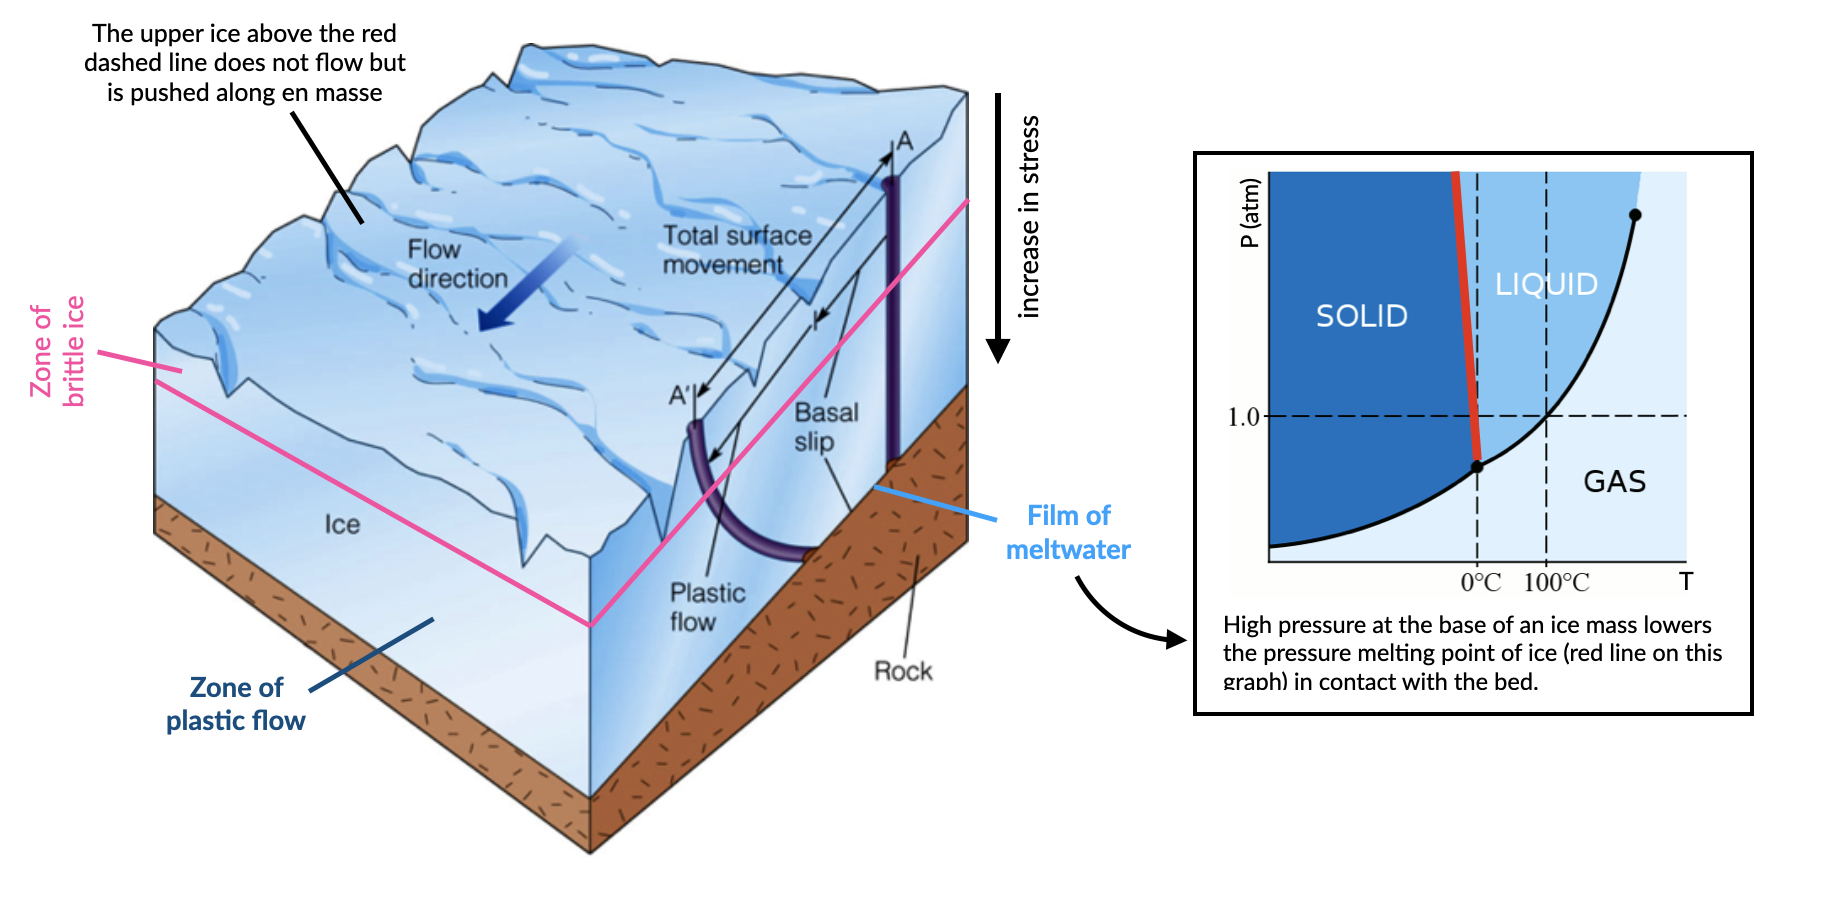 The upper ice above the red
dashed line does not flow but
is pushed along en masse
Zone of
brittle ice
Flow
direction
Total surface
movement
A
A'
increase in stress
Basal
slip
Ice
Plastic
flow
Rock
Film of
meltwater
Zone of
plastic flow
P (atm)
SOLID
LIQUID
GAS
1.0
0°C
100°C
T
High pressure at the base of an ice mass lowers
the pressure melting point of ice (red line on this
graph) in contact with the bed.